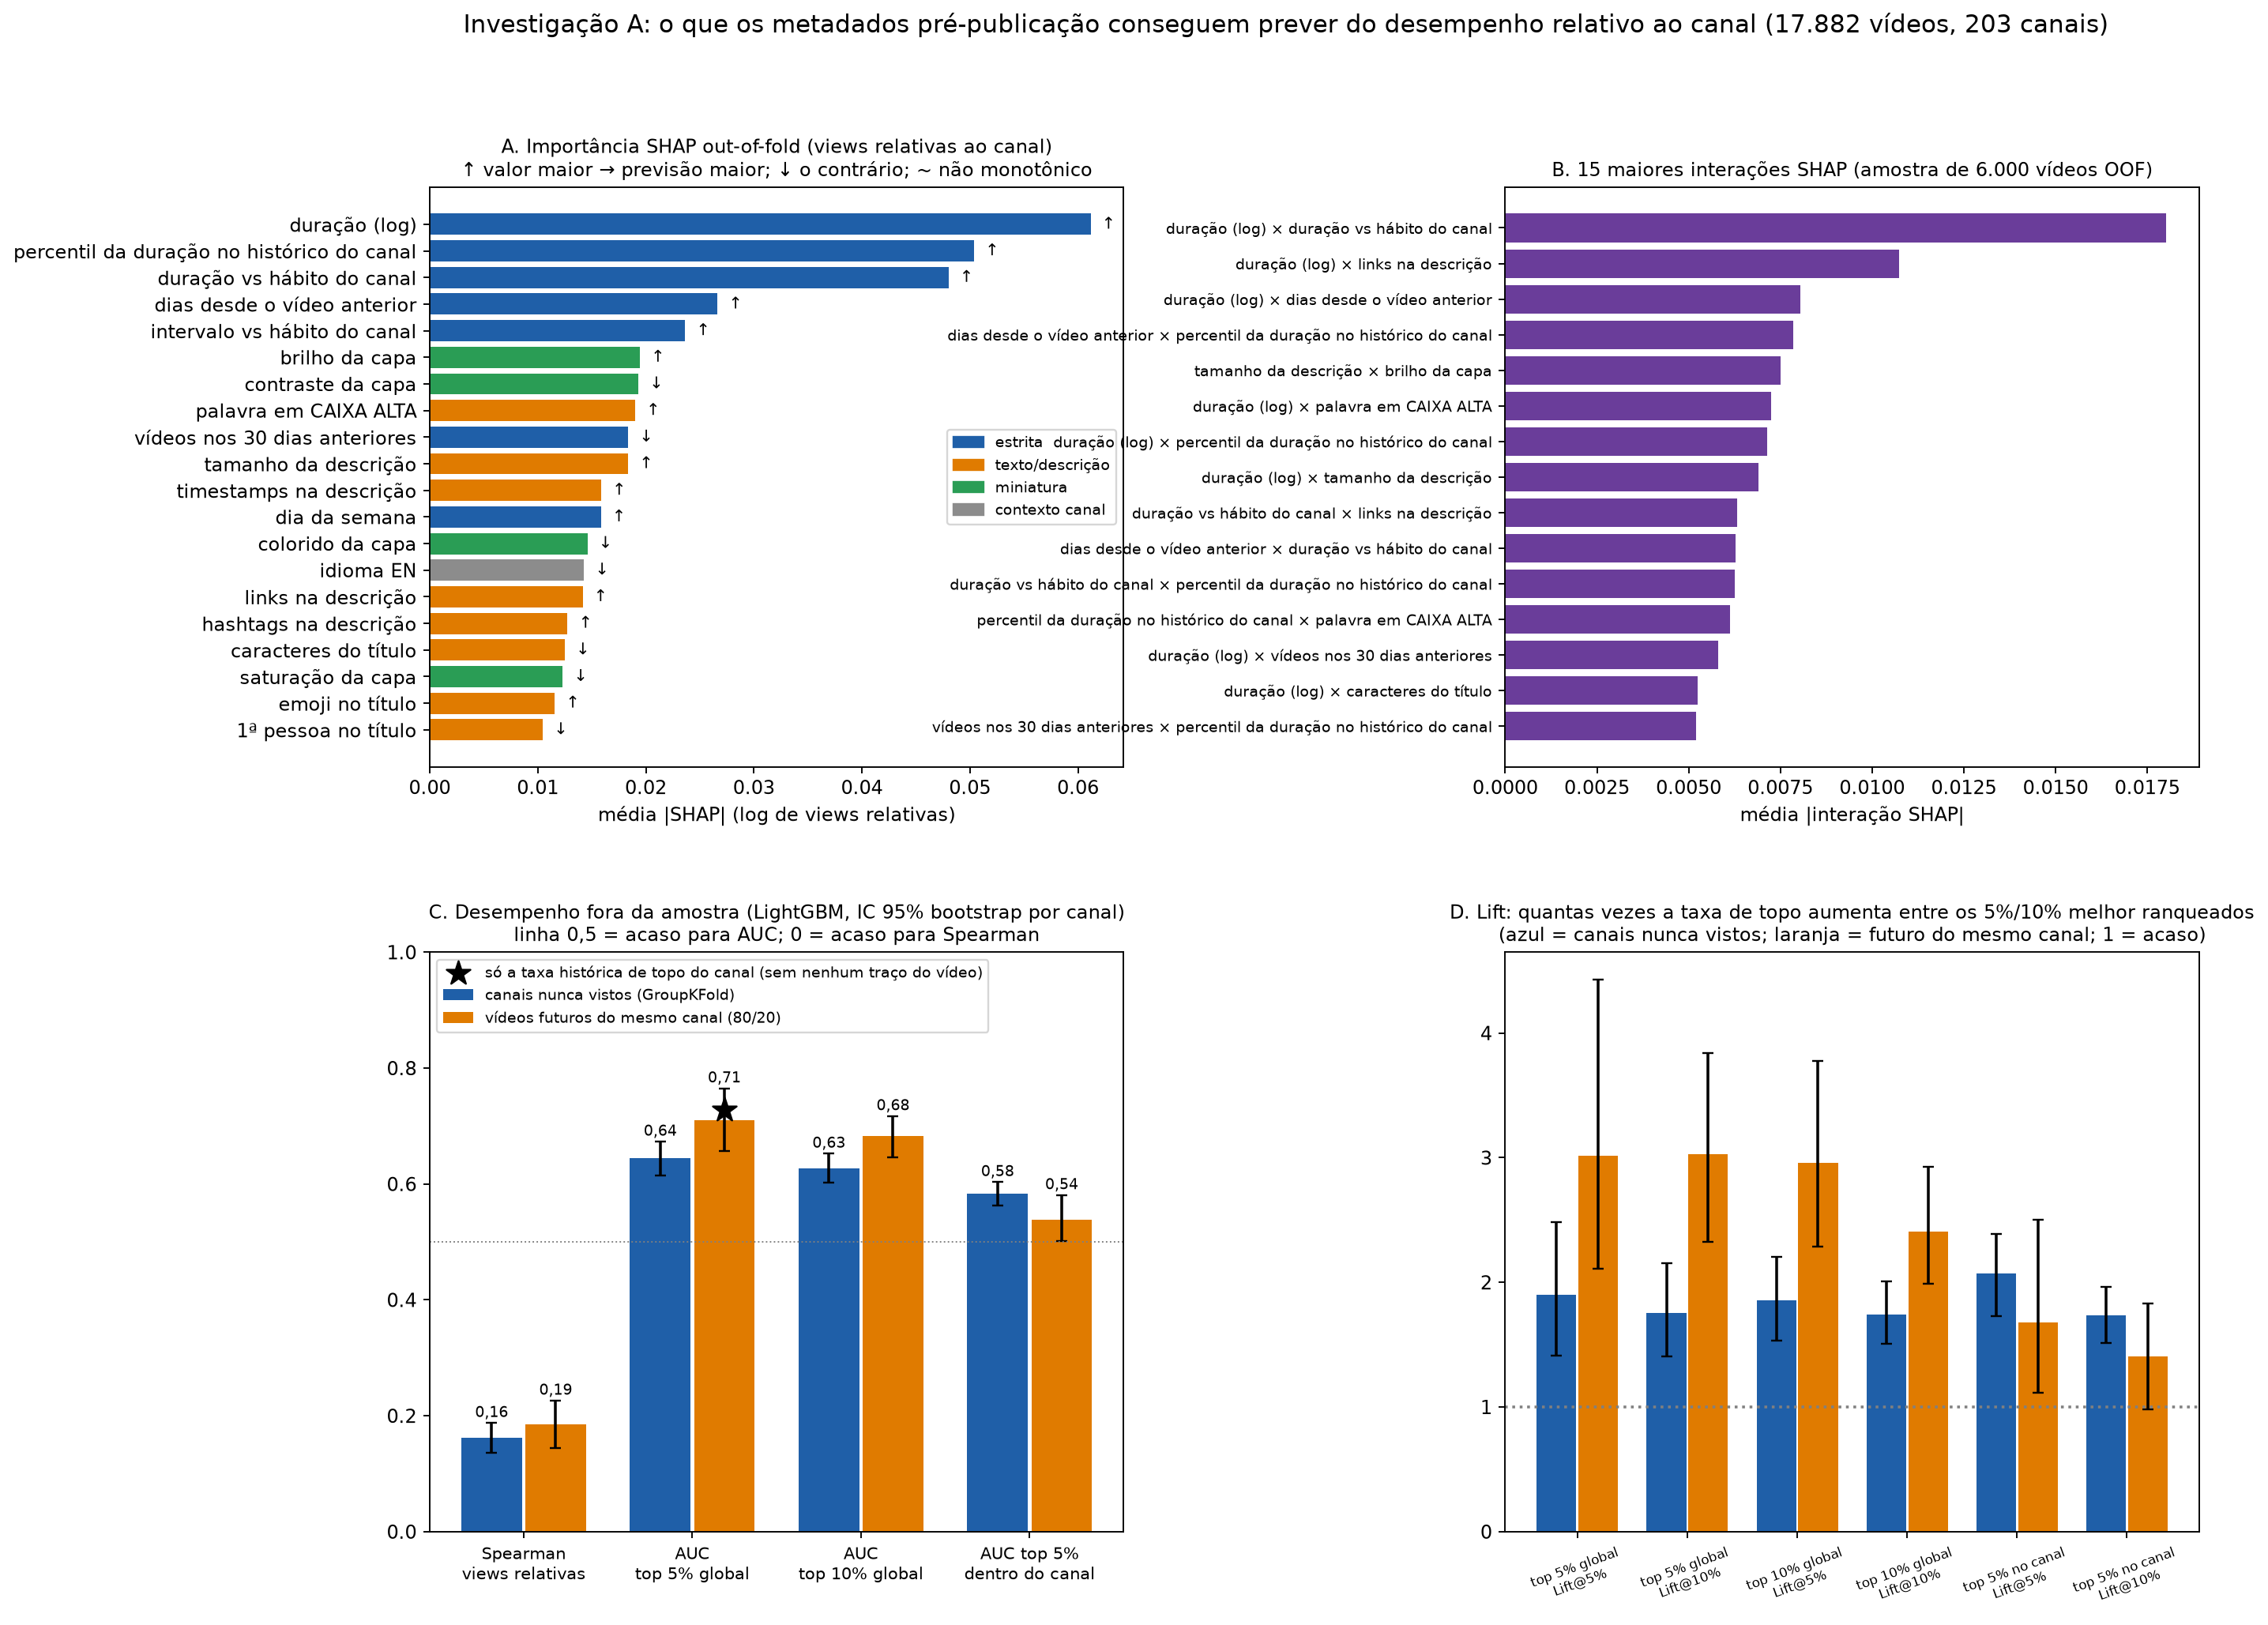 Investigação A: o que os metadados pré-publicação conseguem prever do desempenho relativo ao canal (17.882 vídeos, 203 canais)
A. Importância SHAP out-of-fold (views relativas ao canal)
↑ valor maior → previsão maior; ↓ o contrário; ~ não monotônico
duração (log) ↑
percentil da duração no histórico do canal ↑
duração vs hábito do canal ↑
dias desde o vídeo anterior ↑
intervalo vs hábito do canal ↑
brilho da capa ↑
contraste da capa ↓
palavra em CAIXA ALTA ↑
vídeos nos 30 dias anteriores ↓
tamanho da descrição ↑
timestamps na descrição ↑
dia da semana ↑
colorido da capa ↓
idioma EN ↓
links na descrição ↑
hashtags na descrição ↑
caracteres do título ↓
saturação da capa ↓
emoji no título ↑
1ª pessoa no título ↓
estrita
texto/descrição
miniatura
contexto canal
0.00 0.01 0.02 0.03 0.04 0.05 0.06
média |SHAP| (log de views relativas)
B. 15 maiores interações SHAP (amostra de 6.000 vídeos OOF)
duração (log) × duração vs hábito do canal
duração (log) × links na descrição
duração (log) × dias desde o vídeo anterior
dias desde o vídeo anterior × percentil da duração no histórico do canal
tamanho da descrição × brilho da capa
duração (log) × palavra em CAIXA ALTA
duração (log) × percentil da duração no histórico do canal
duração (log) × tamanho da descrição
duração vs hábito do canal × links na descrição
dias desde o vídeo anterior × duração vs hábito do canal
duração vs hábito do canal × percentil da duração no histórico do canal
percentil da duração no histórico do canal × palavra em CAIXA ALTA
duração (log) × vídeos nos 30 dias anteriores
duração (log) × caracteres do título
vídeos nos 30 dias anteriores × percentil da duração no histórico do canal
0.0000 0.0025 0.0050 0.0075 0.0100 0.0125 0.0150 0.0175
média |interação SHAP|
C. Desempenho fora da amostra (LightGBM, IC 95% bootstrap por canal)
linha 0,5 = acaso para AUC; 0 = acaso para Spearman
só a taxa histórica de topo do canal (sem nenhum traço do vídeo)
canais nunca vistos (GroupKFold)
vídeos futuros do mesmo canal (80/20)
1.0
0.8
0.6
0.4
0.2
0.0
0,16
0,19
0,64
0,71
0,63
0,68
0,58
0,54
Spearman
views relativas
AUC
top 5% global
AUC
top 10% global
AUC top 5%
dentro do canal
D. Lift: quantas vezes a taxa de topo aumenta entre os 5%/10% melhor ranqueados
(azul = canais nunca vistos; laranja = futuro do mesmo canal; 1 = acaso)
4
3
2
1
0
top 5% global
Lift@5%
top 5% global
Lift@10%
top 10% global
Lift@5%
top 10% global
Lift@10%
top 5% no canal
Lift@5%
top 5% no canal
Lift@10%